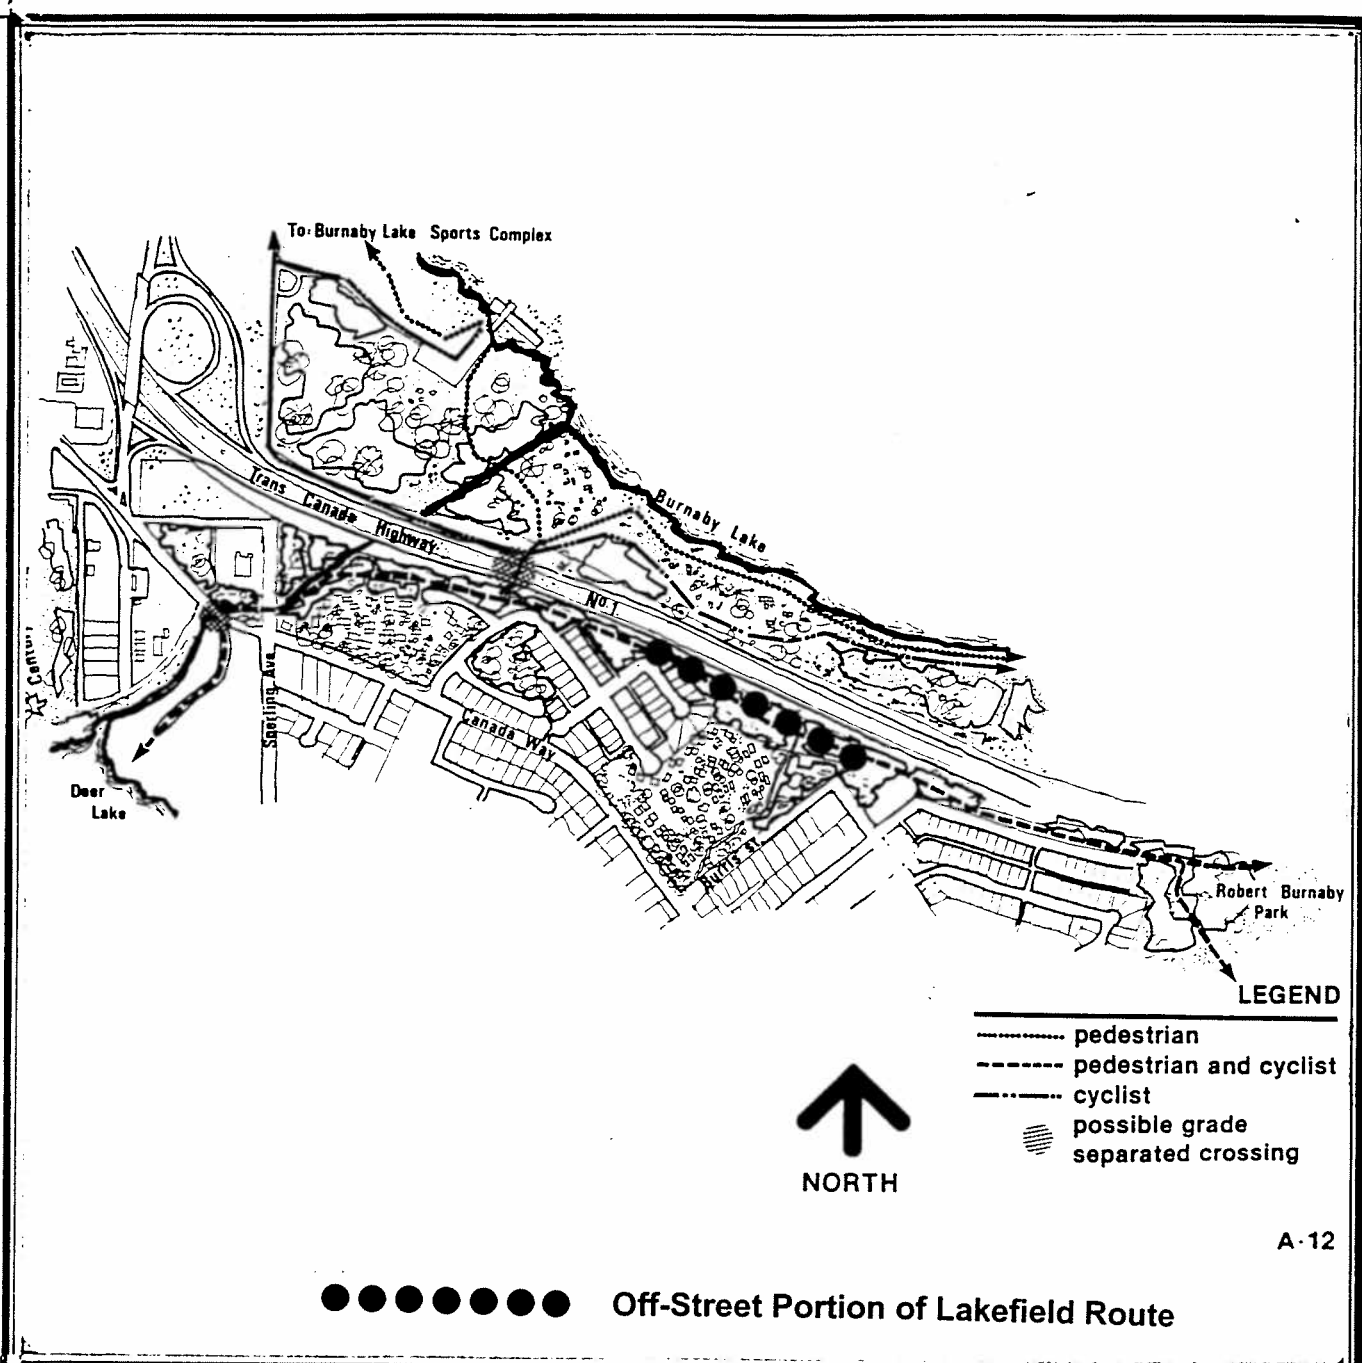 To: Burnaby Lake Sports Complex
Trans Canada Highway
No.1
Burnaby Lake
Sperling Ave.
Canada Way
Deer
Lake
Burris St.
Robert Burnaby
Park
LEGEND
pedestrian
pedestrian and cyclist
cyclist
possible grade
separated crossing
NORTH
A-12
Off-Street Portion of Lakefield Route